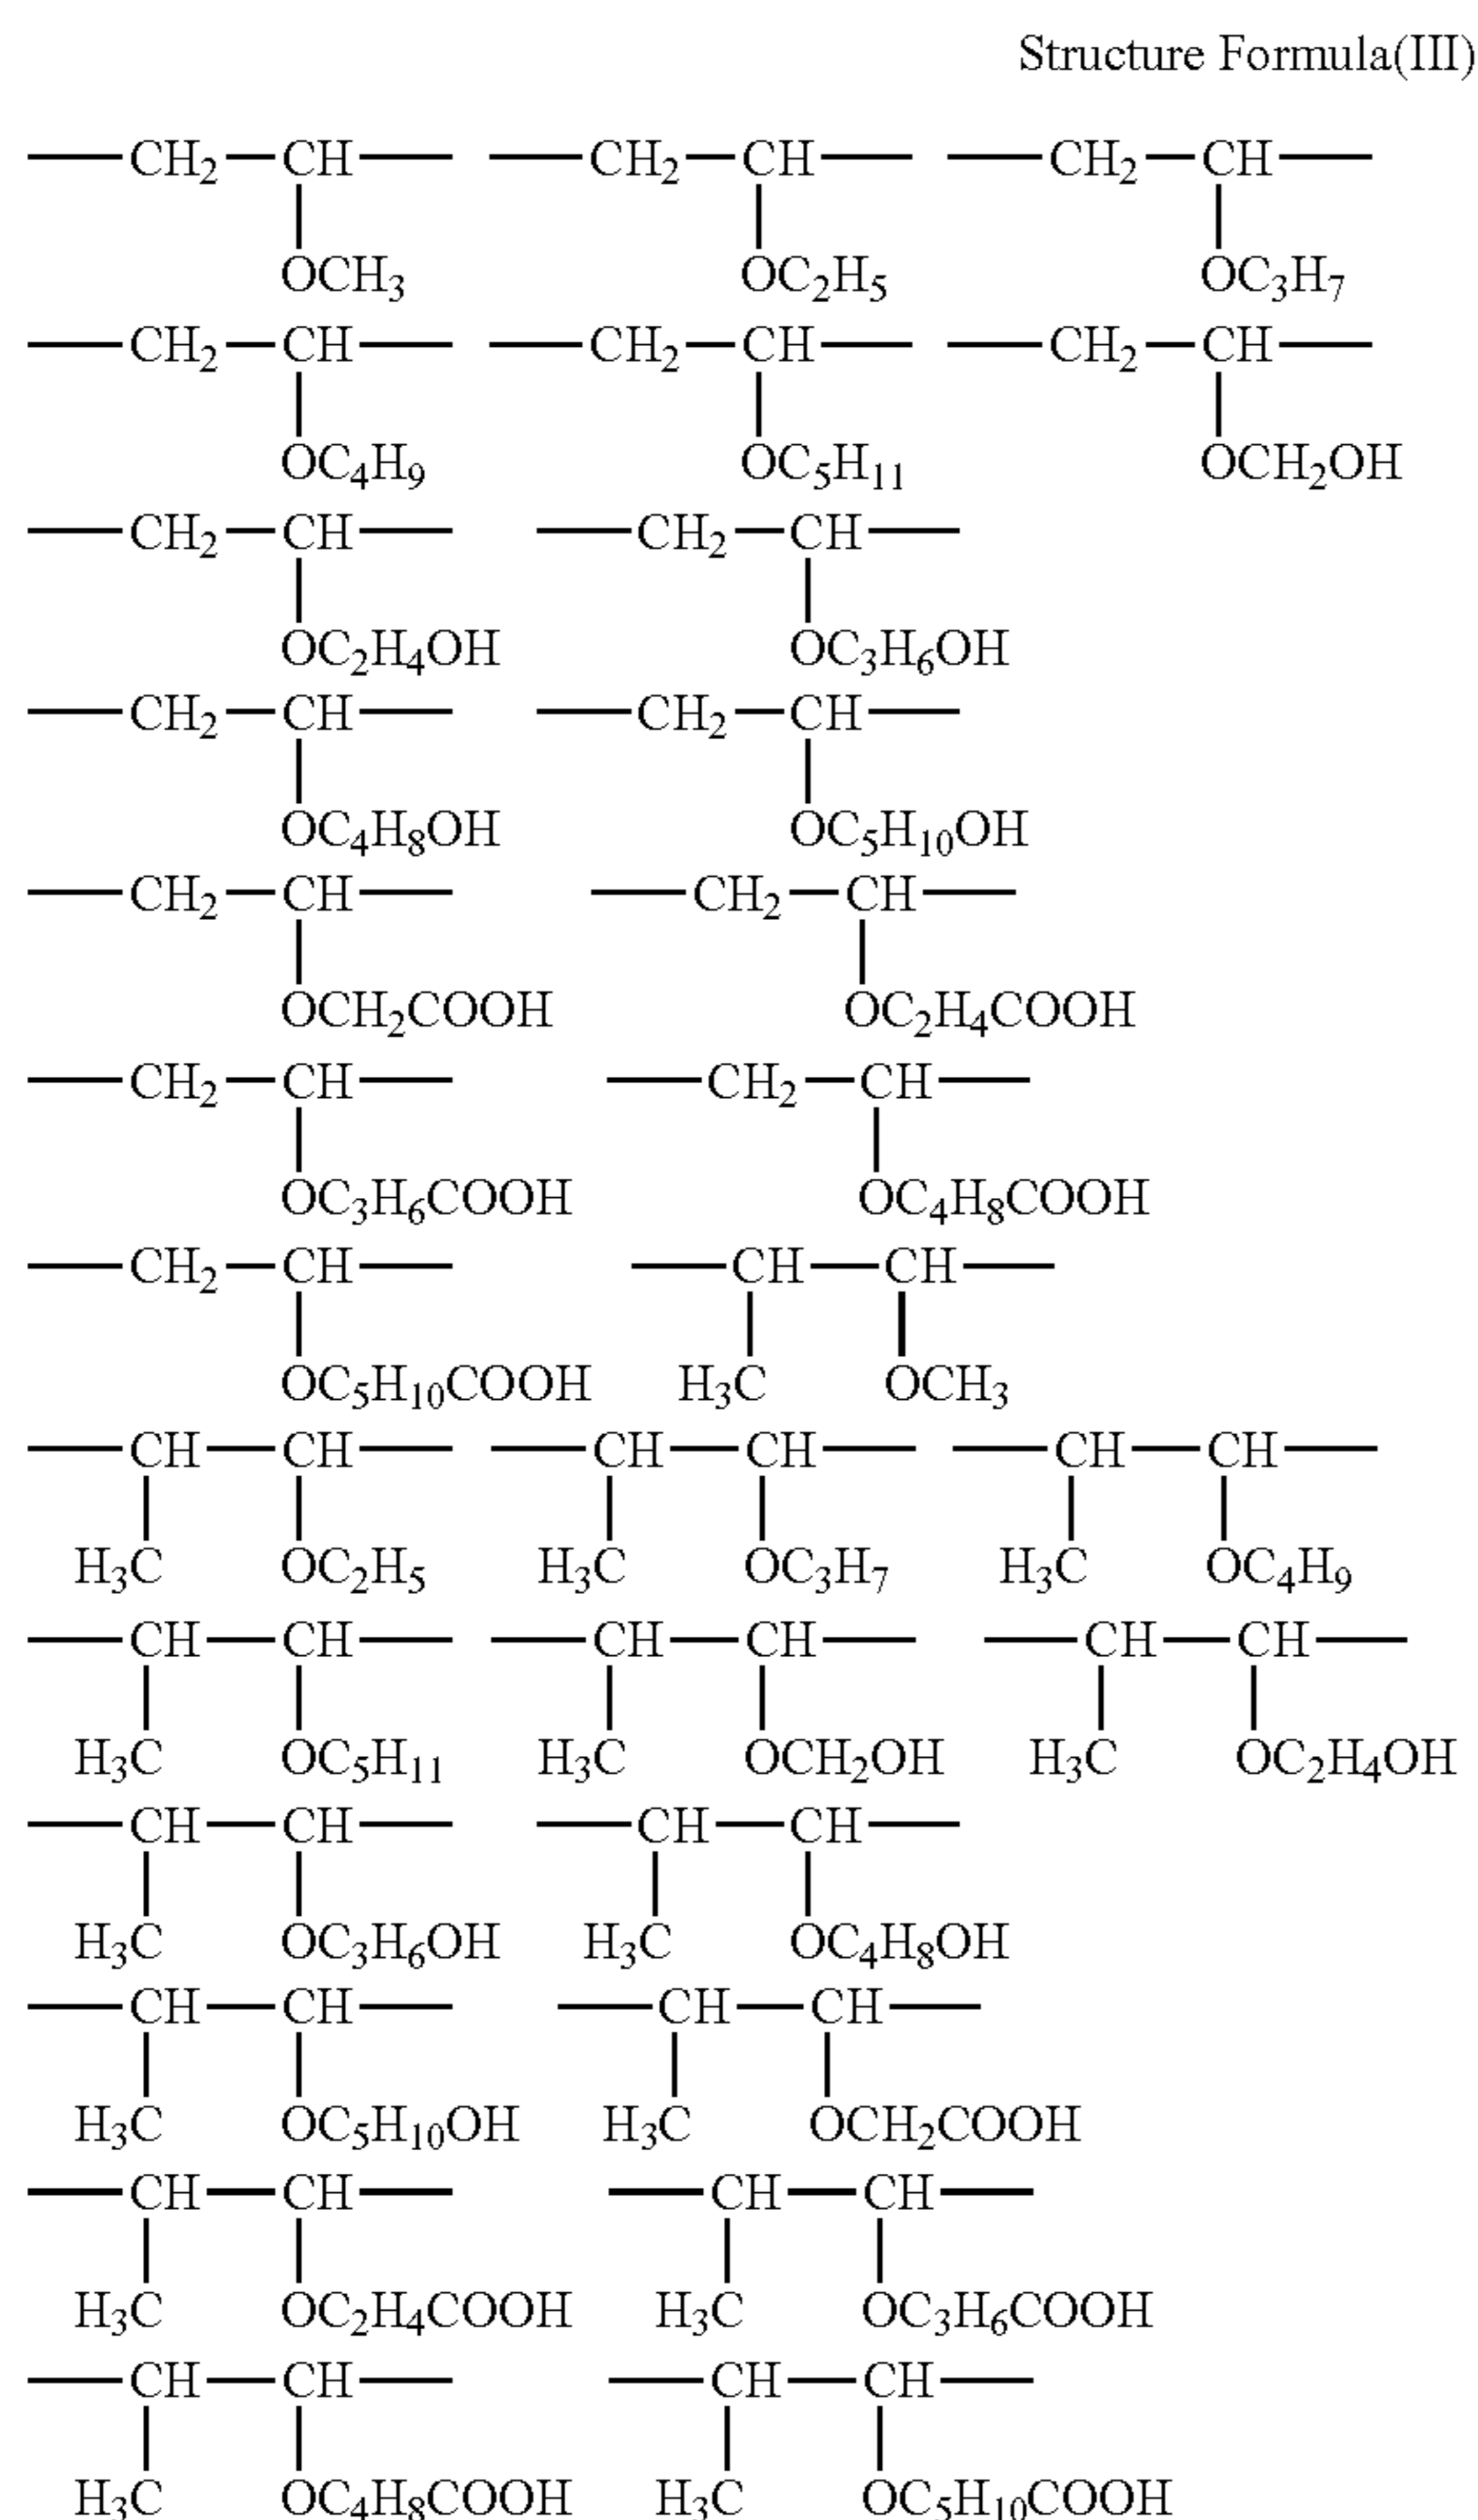 Structure Formula(III)
—CH₂—CH— —CH₂—CH— —CH₂—CH—
OCH₃ OC₂H₅ OC₃H₇
—CH₂—CH— —CH₂—CH— —CH₂—CH—
OC₄H₉ OC₅H₁₁ OCH₂OH
—CH₂—CH— —CH₂—CH—
OC₂H₄OH OC₃H₆OH
—CH₂—CH— —CH₂—CH—
OC₄H₈OH OC₅H₁₀OH
—CH₂—CH— —CH₂—CH—
OCH₂COOH OC₂H₄COOH
—CH₂—CH— —CH₂—CH—
OC₃H₆COOH OC₄H₈COOH
—CH₂—CH— —CH—CH—
OC₅H₁₀COOH H₃C OCH₃
—CH—CH— —CH—CH— —CH—CH—
H₃C OC₂H₅ H₃C OC₃H₇ H₃C OC₄H₉
—CH—CH— —CH—CH— —CH—CH—
H₃C OC₅H₁₁ H₃C OCH₂OH H₃C OC₂H₄OH
—CH—CH— —CH—CH—
H₃C OC₃H₆OH H₃C OC₄H₈OH
—CH—CH— —CH—CH—
H₃C OC₅H₁₀OH H₃C OCH₂COOH
—CH—CH— —CH—CH—
H₃C OC₂H₄COOH H₃C OC₃H₆COOH
—CH—CH— —CH—CH—
H₃C OC₄H₈COOH H₃C OC₅H₁₀COOH